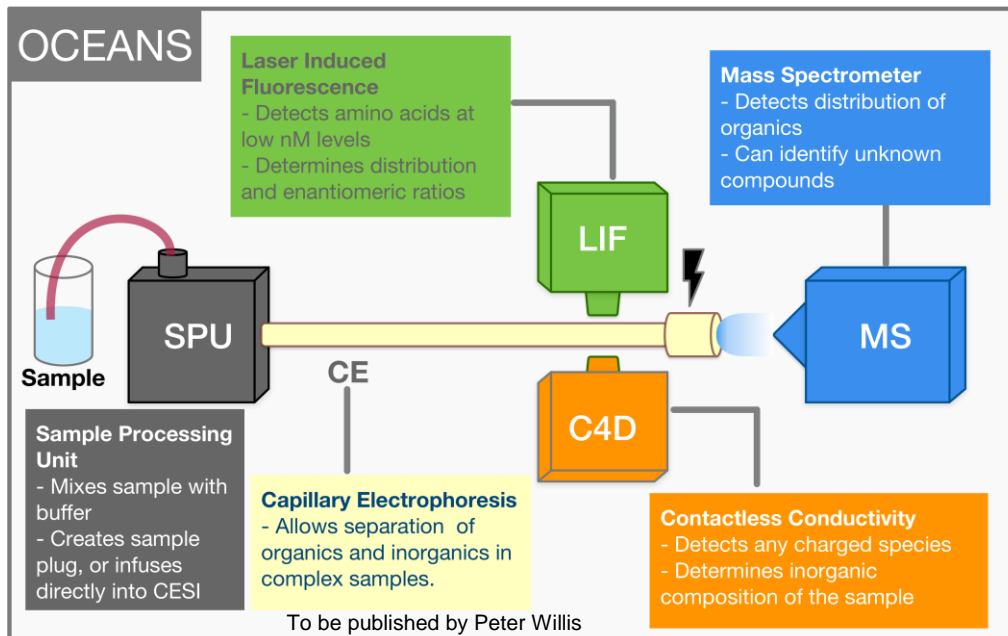 OCEANS
Laser Induced
Fluorescence
- Detects amino acids at
low nM levels
- Determines distribution
and enantiomeric ratios
Mass Spectrometer
- Detects distribution of
organics
- Can identify unknown
compounds
LIF
SPU
MS
Sample
CE
C4D
Sample Processing
Unit
- Mixes sample with
buffer
- Creates sample
plug, or infuses
directly into CESI
Capillary Electrophoresis
- Allows separation of
organics and inorganics in
complex samples.
Contactless Conductivity
- Detects any charged species
- Determines inorganic
composition of the sample
To be published by Peter Willis